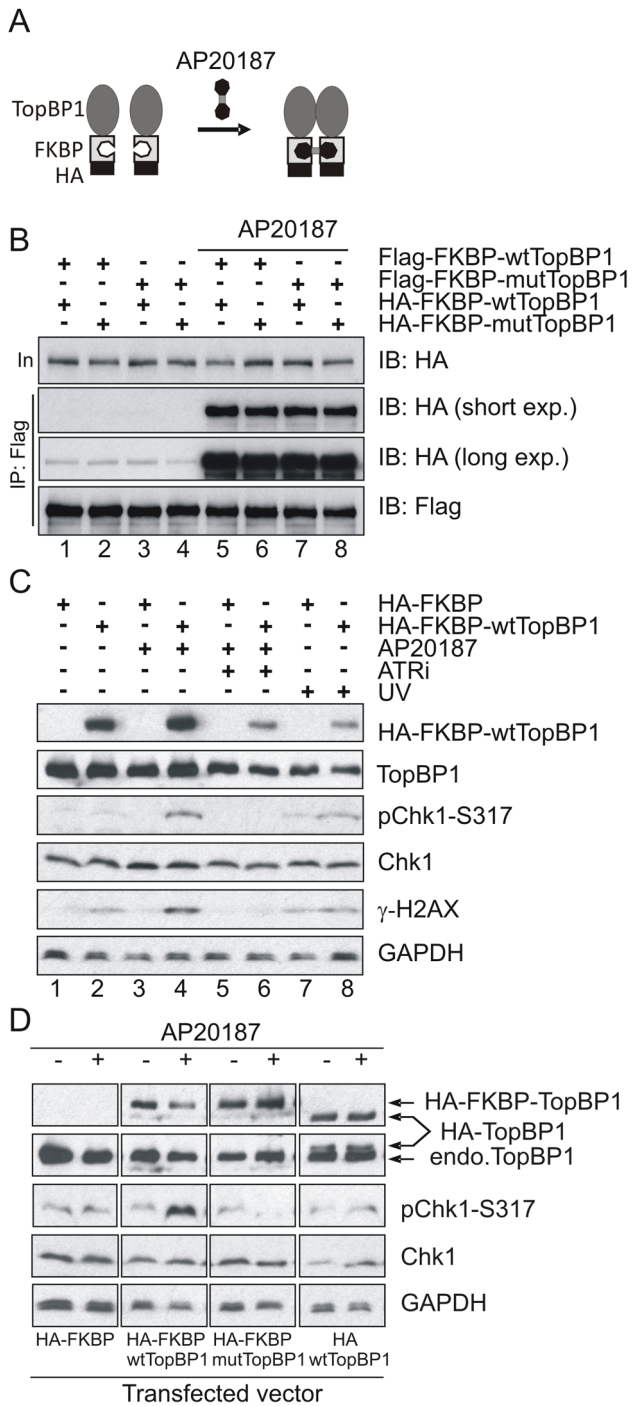 A
AP20187
TopBP1
FKBP
HA
B
AP20187
+ + - - + + - - Flag-FKBP-wtTopBP1
- - + + - - + + Flag-FKBP-mutTopBP1
+ - + - + - + - HA-FKBP-wtTopBP1
- + - + - + - + HA-FKBP-mutTopBP1
In IB: HA
IP: Flag
IB: HA (short exp.)
IB: HA (long exp.)
IB: Flag
1 2 3 4 5 6 7 8
C
+ - + - + - + - HA-FKBP
- + - + - + - + HA-FKBP-wtTopBP1
- - + + + + - - AP20187
- - - - + + - - ATRi
- - - - - - + + UV
HA-FKBP-wtTopBP1
TopBP1
pChk1-S317
Chk1
γ-H2AX
GAPDH
1 2 3 4 5 6 7 8
D
AP20187
- + - + - + - +
HA-FKBP-TopBP1
HA-TopBP1
endo.TopBP1
pChk1-S317
Chk1
GAPDH
HA-FKBP HA-FKBP HA-FKBP HA
wtTopBP1 mutTopBP1 wtTopBP1
Transfected vector